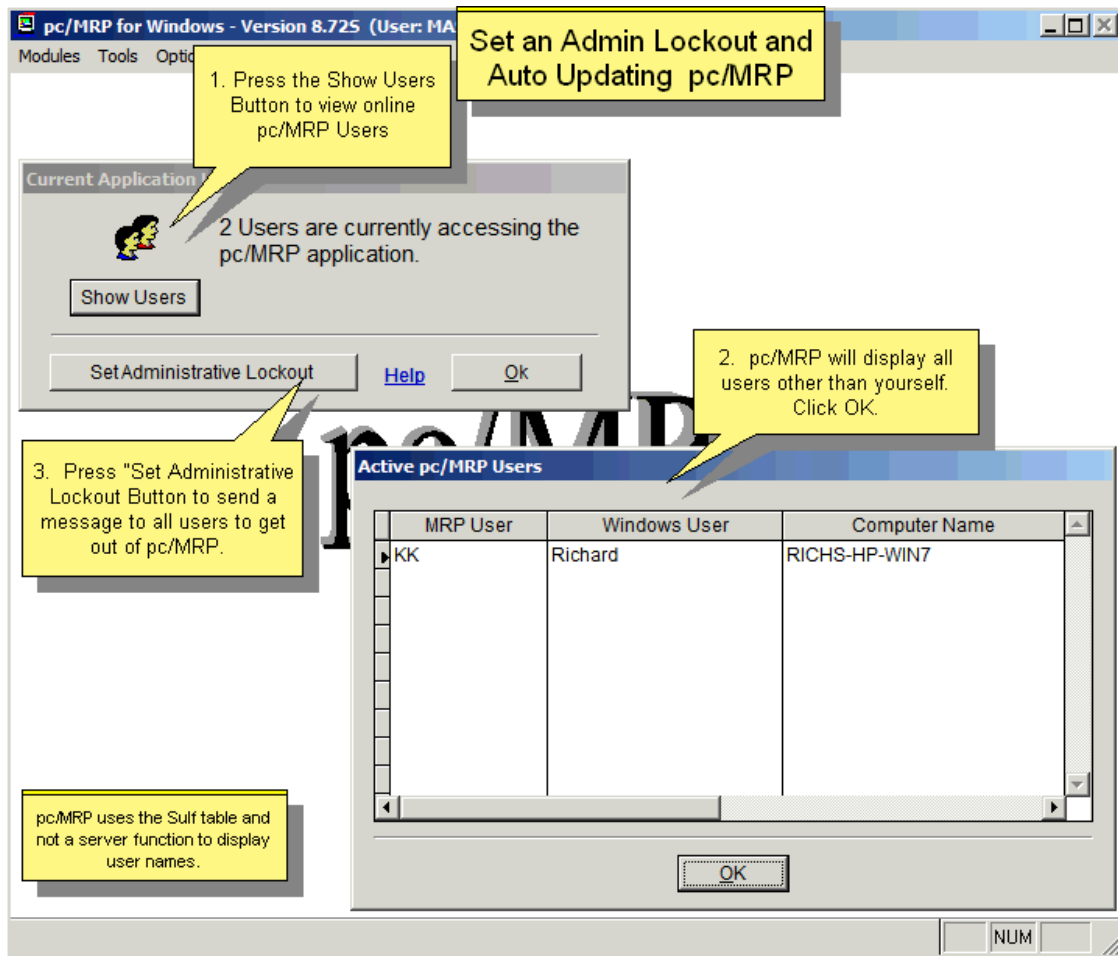 pc/MRP for Windows - Version 8.72S (User: MA
Set an Admin Lockout and
Auto Updating pc/MRP
Modules Tools
1. Press the Show Users
Button to view online
pc/MRP Users
Current Application
2 Users are currently accessing the
pc/MRP application.
Show Users
Set Administrative Lockout
Help
Ok
2. pc/MRP will display all
users other than yourself.
Click OK.
3. Press "Set Administrative
Lockout Button to send a
message to all users to get
out of pc/MRP.
Active pc/MRP Users
MRP User Windows User Computer Name
KK Richard RICHS-HP-WIN7
pc/MRP uses the Sulf table and
not a server function to display
user names.
OK
NUM